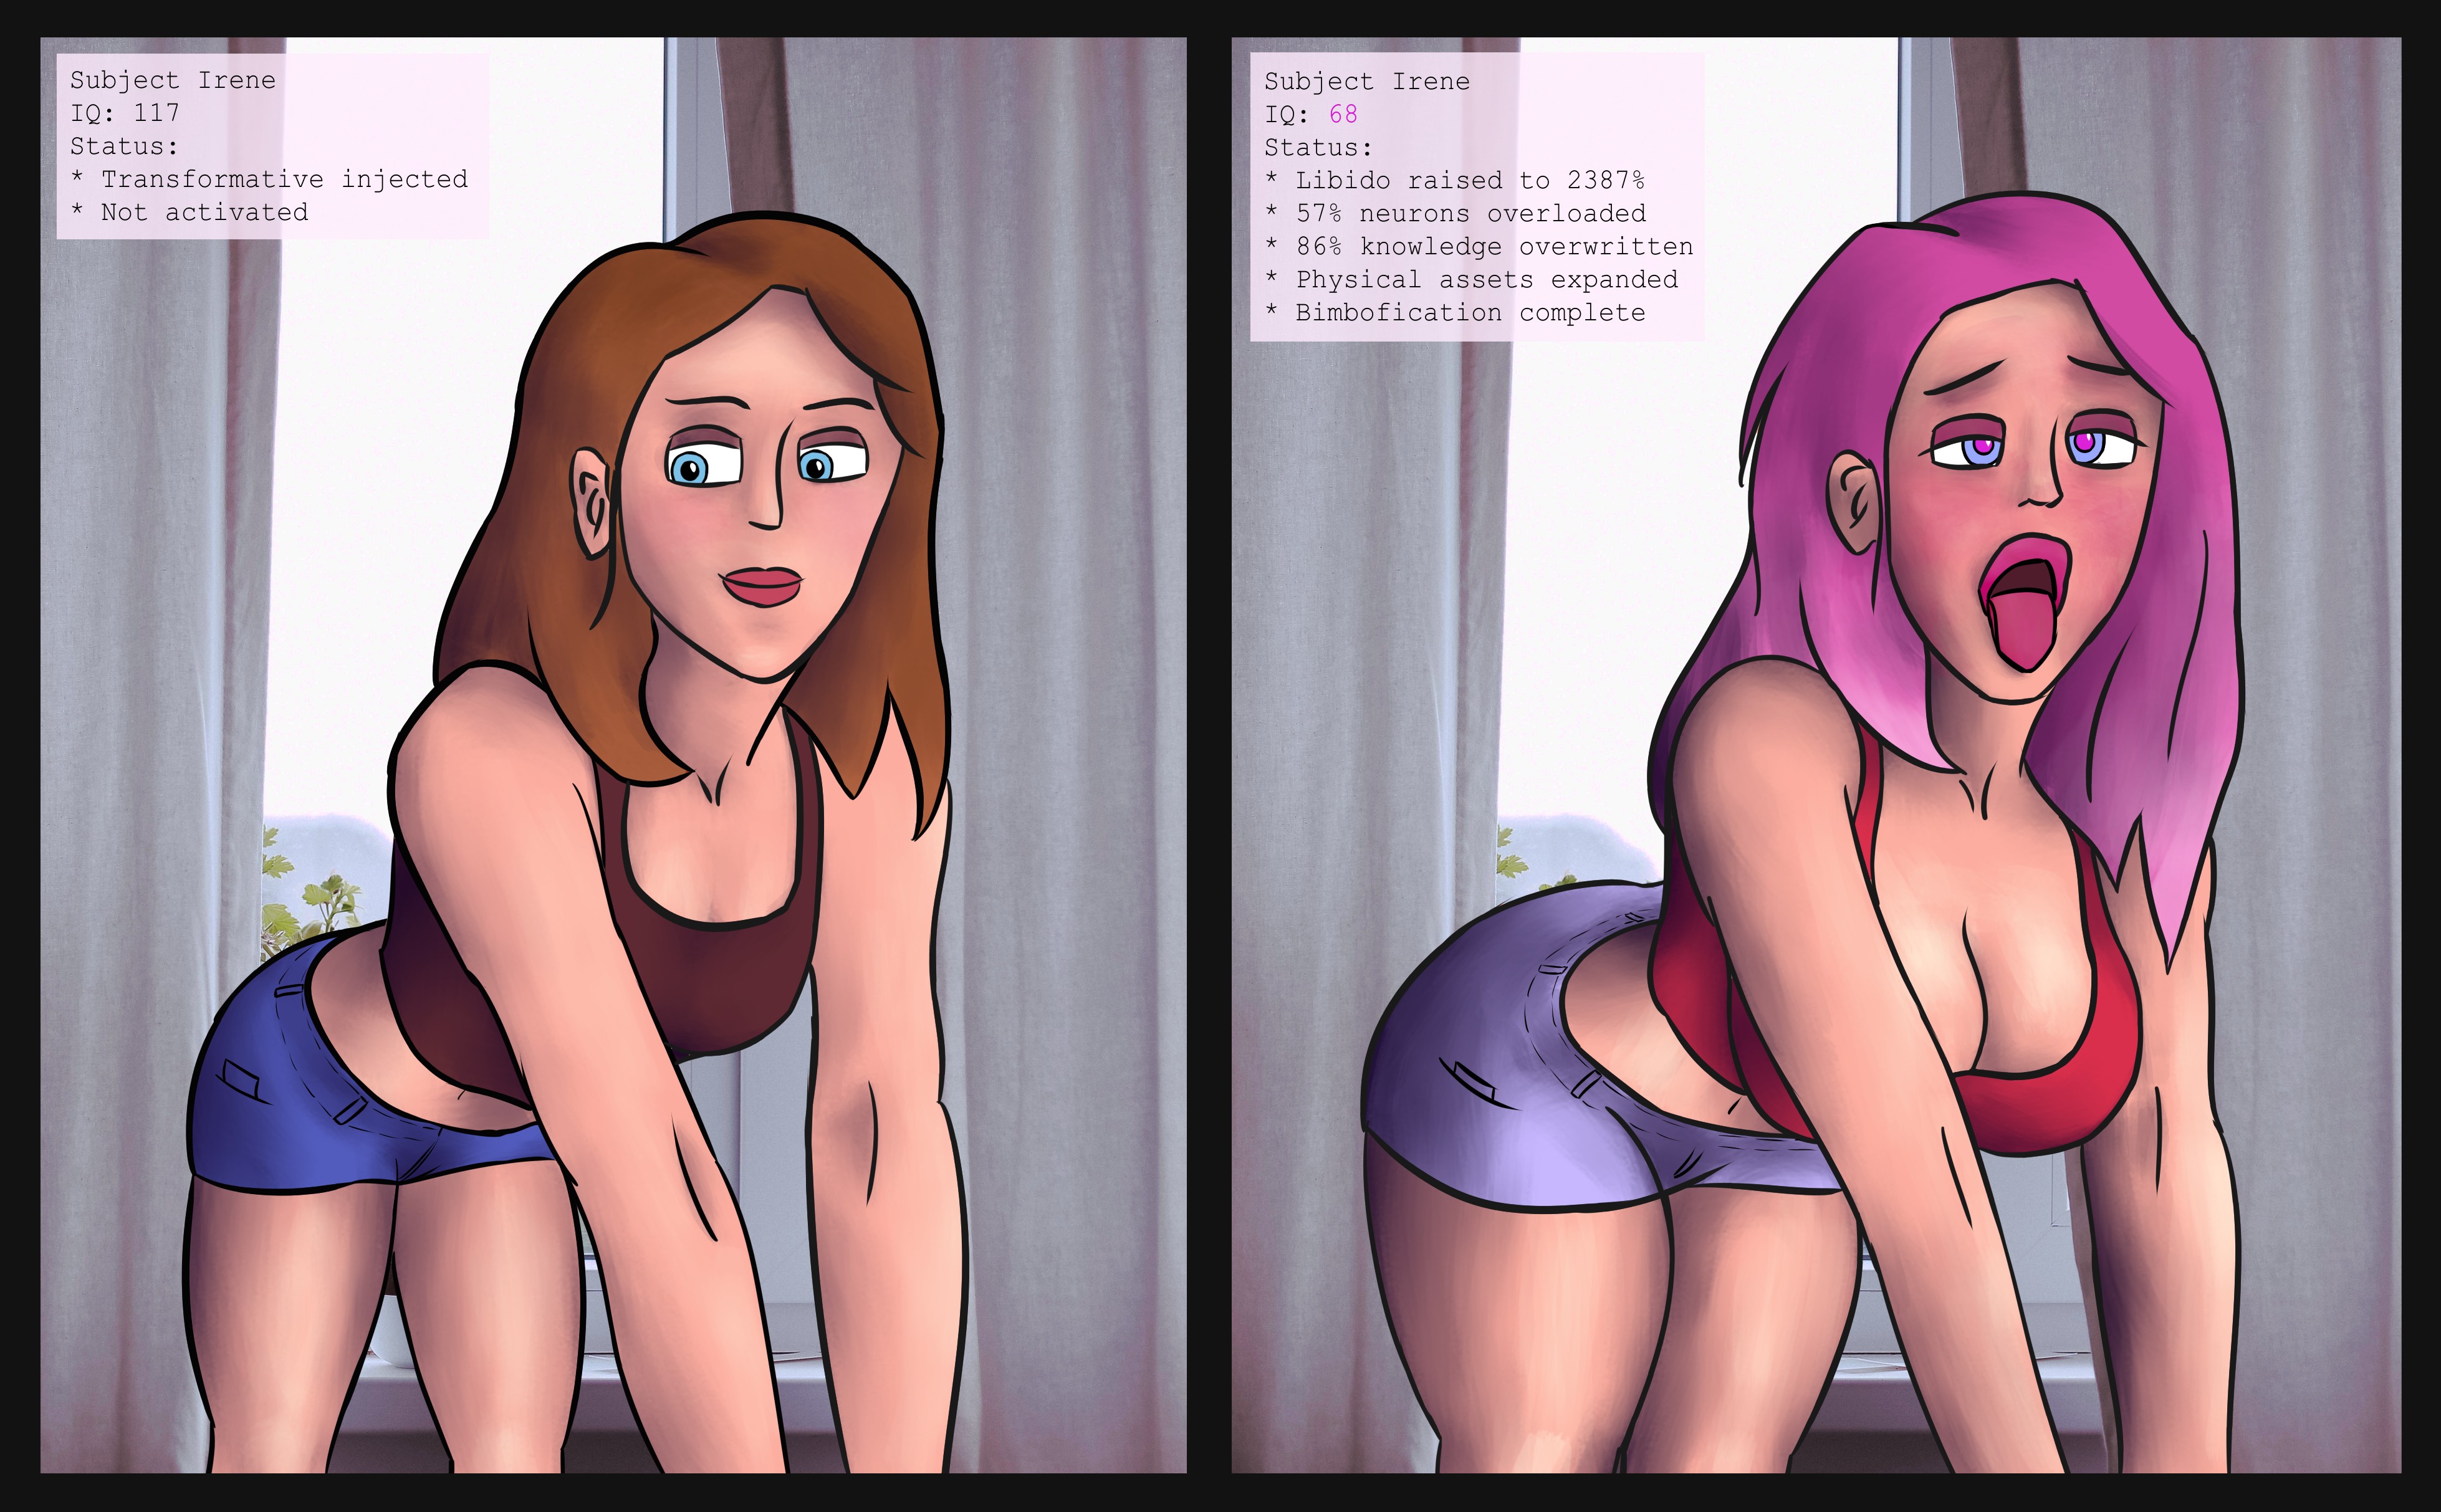 Subject Irene
IQ: 117
Status:
* Transformative injected
* Not activated
Subject Irene
IQ: 68
Status:
* Libido raised to 2387%
* 57% neurons overloaded
* 86% knowledge overwritten
* Physical assets expanded
* Bimbofication complete